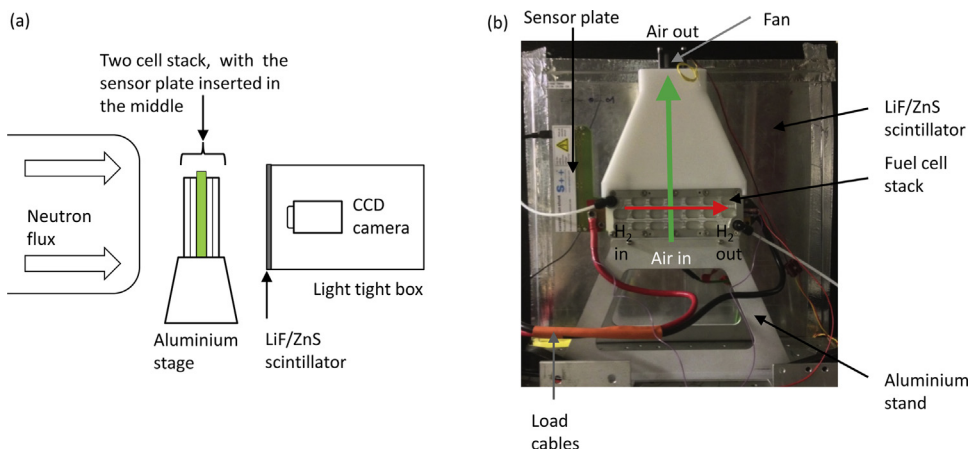 (a)
Two cell stack, with the
sensor plate inserted in
the middle
Neutron
flux
CCD
camera
Light tight box
Aluminium
stage
LiF/ZnS
scintillator
(b)
Sensor plate
Air out
Fan
LiF/ZnS
scintillator
Fuel cell
stack
S++
H2
in
Air in
H2
out
Aluminium
stand
Load
cables